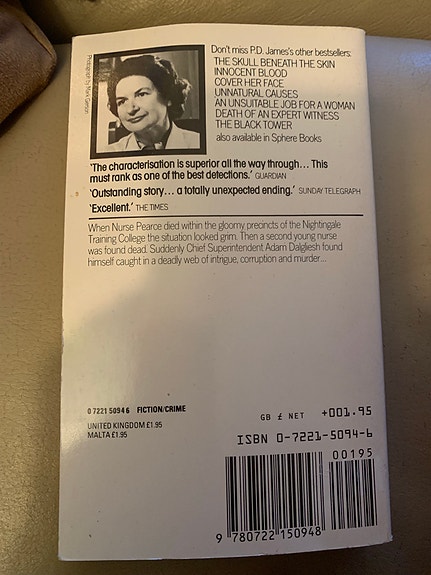 Photograph by Mark Gerson
Don't miss P.D. James's other bestsellers:
THE SKULL BENEATH THE SKIN
INNOCENT BLOOD
COVER HER FACE
UNNATURAL CAUSES
AN UNSUITABLE JOB FOR A WOMAN
DEATH OF AN EXPERT WITNESS
THE BLACK TOWER
also available in Sphere Books
'The characterisation is superior all the way through... This
must rank as one of the best detections.' GUARDIAN
'Outstanding story... a totally unexpected ending.' SUNDAY TELEGRAPH
'Excellent.' THE TIMES
When Nurse Pearce died within the gloomy precincts of the Nightingale
Training College the situation looked grim. Then a second young nurse
was found dead. Suddenly Chief Superintendent Adam Dalgliesh found
himself caught in a deadly web of intrigue, corruption and murder...
0 7221 5094 6 FICTION/CRIME
UNITED KINGDOM £1.95
MALTA £1.95
GB £ NET +001.95
ISBN 0-7221-5094-6
00195
9 780722 150948